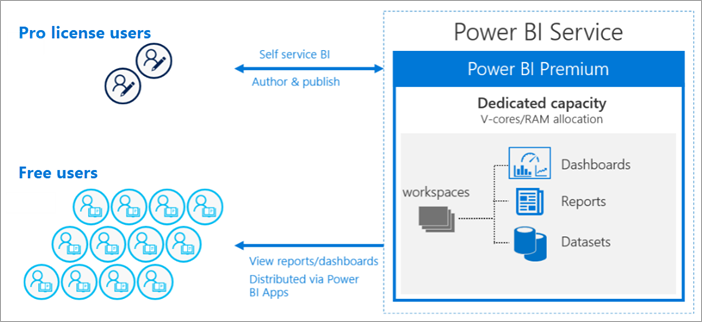 Pro license users
Self service BI
Author & publish
Free users
View reports/dashboards
Distributed via Power
BI Apps
Power BI Service
Power BI Premium
Dedicated capacity
V-cores/RAM allocation
workspaces
Dashboards
Reports
Datasets